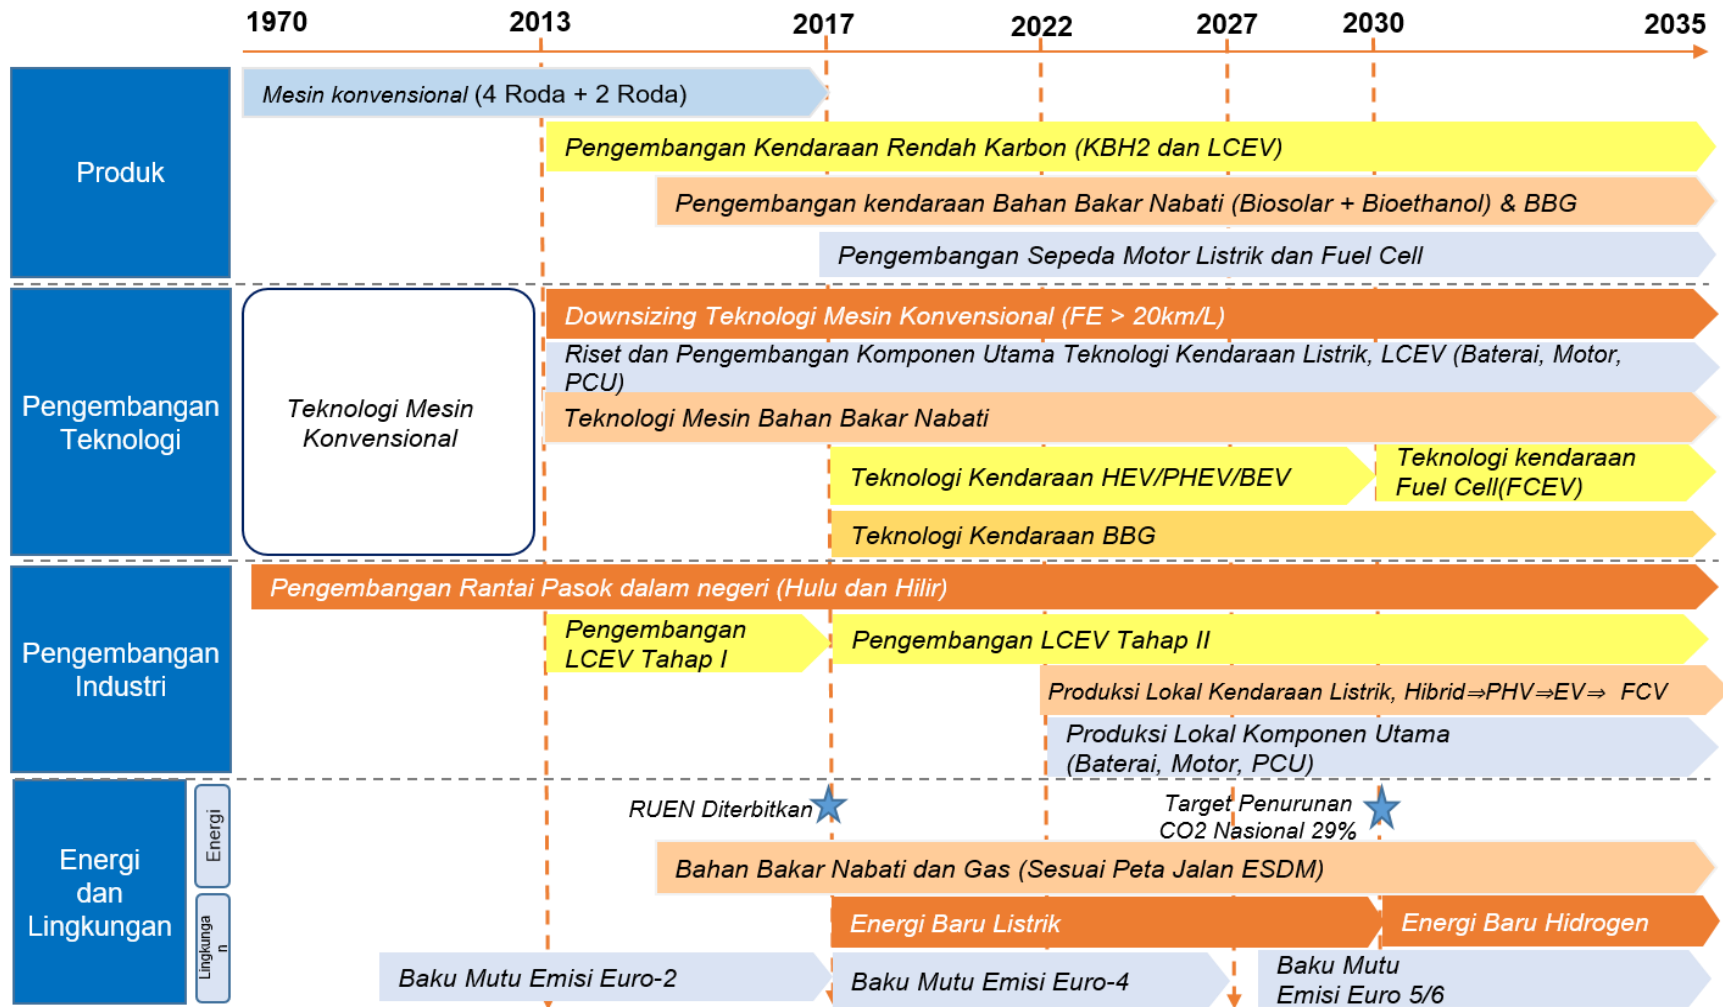 1970 2013 2017 2022 2027 2030 2035
Produk
Mesin konvensional (4 Roda + 2 Roda)
Pengembangan Kendaraan Rendah Karbon (KBH2 dan LCEV)
Pengembangan kendaraan Bahan Bakar Nabati (Biosolar + Bioethanol) & BBG
Pengembangan Sepeda Motor Listrik dan Fuel Cell
Pengembangan
Teknologi
Teknologi Mesin
Konvensional
Downsizing Teknologi Mesin Konvensional (FE > 20km/L)
Riset dan Pengembangan Komponen Utama Teknologi Kendaraan Listrik, LCEV (Baterai, Motor,
PCU)
Teknologi Mesin Bahan Bakar Nabati
Teknologi Kendaraan HEV/PHEV/BEV
Teknologi kendaraan
Fuel Cell(FCEV)
Teknologi Kendaraan BBG
Pengembangan
Industri
Pengembangan Rantai Pasok dalam negeri (Hulu dan Hilir)
Pengembangan
LCEV Tahap I
Pengembangan LCEV Tahap II
Produksi Lokal Kendaraan Listrik, Hibrid⇒PHV⇒EV⇒ FCV
Produksi Lokal Komponen Utama
(Baterai, Motor, PCU)
Energi
dan
Lingkungan
Energi
RUEN Diterbitkan
Target Penurunan
CO2 Nasional 29%
Bahan Bakar Nabati dan Gas (Sesuai Peta Jalan ESDM)
Lingkunga
n
Energi Baru Listrik
Energi Baru Hidrogen
Baku Mutu Emisi Euro-2
Baku Mutu Emisi Euro-4
Baku Mutu
Emisi Euro 5/6